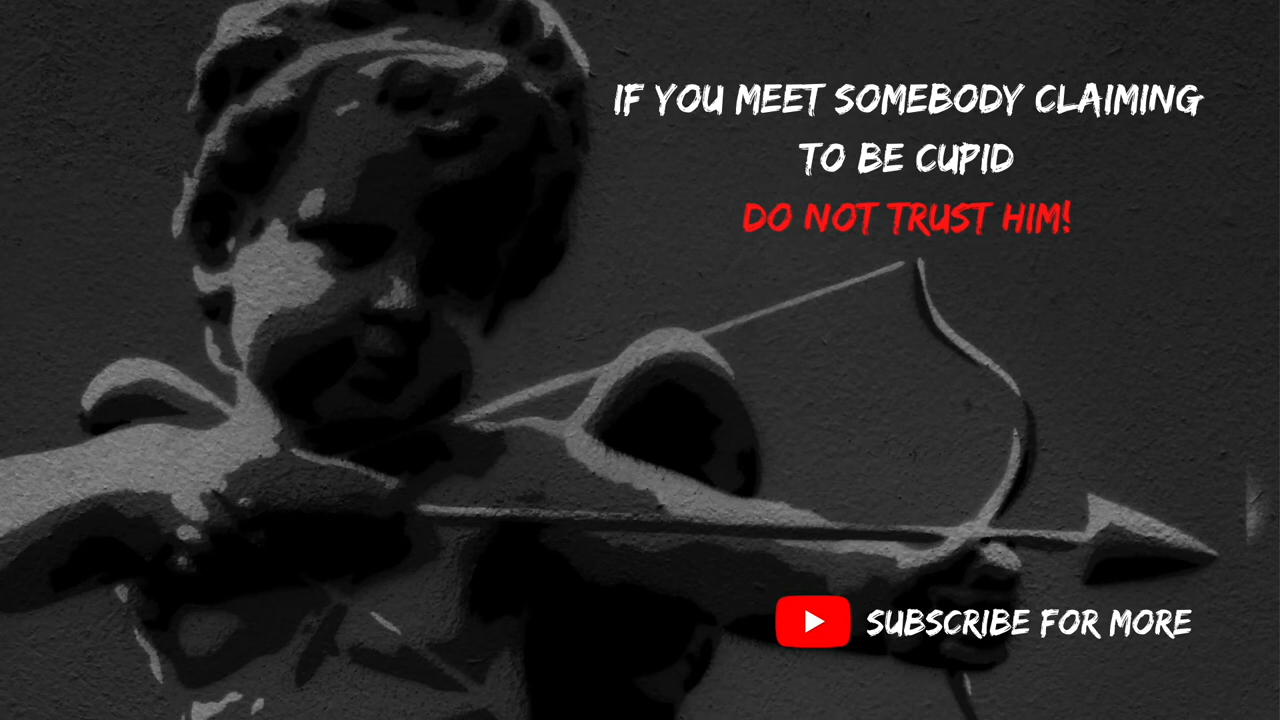 IF YOU MEET SOMEBODY CLAIMING
TO BE CUPID
DO NOT TRUST HIM!
SUBSCRIBE FOR MORE